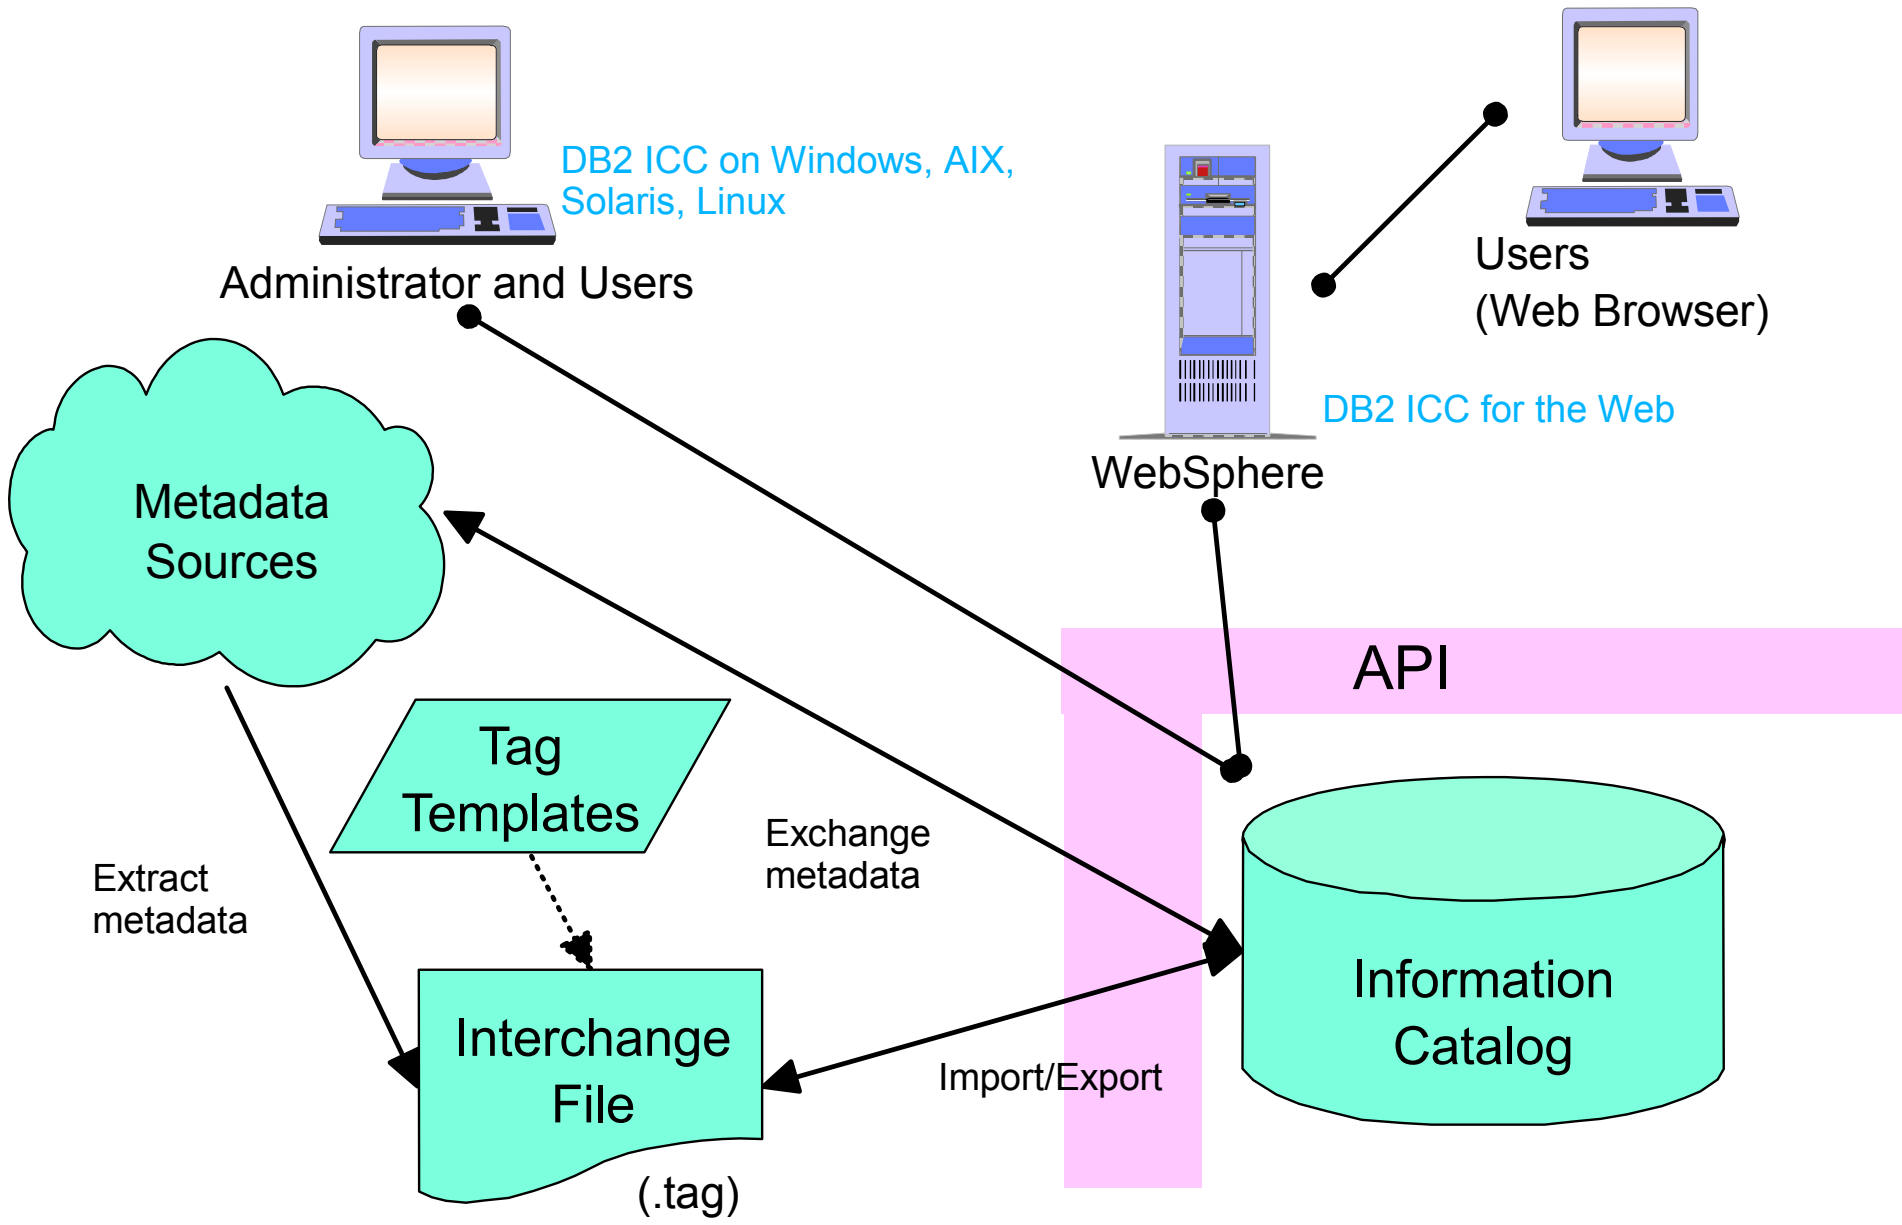 DB2 ICC on Windows, AIX,
Solaris, Linux
Administrator and Users
Users
(Web Browser)
DB2 ICC for the Web
WebSphere
Metadata
Sources
API
Tag
Templates
Exchange
metadata
Extract
metadata
Information
Catalog
Interchange
File
Import/Export
(.tag)